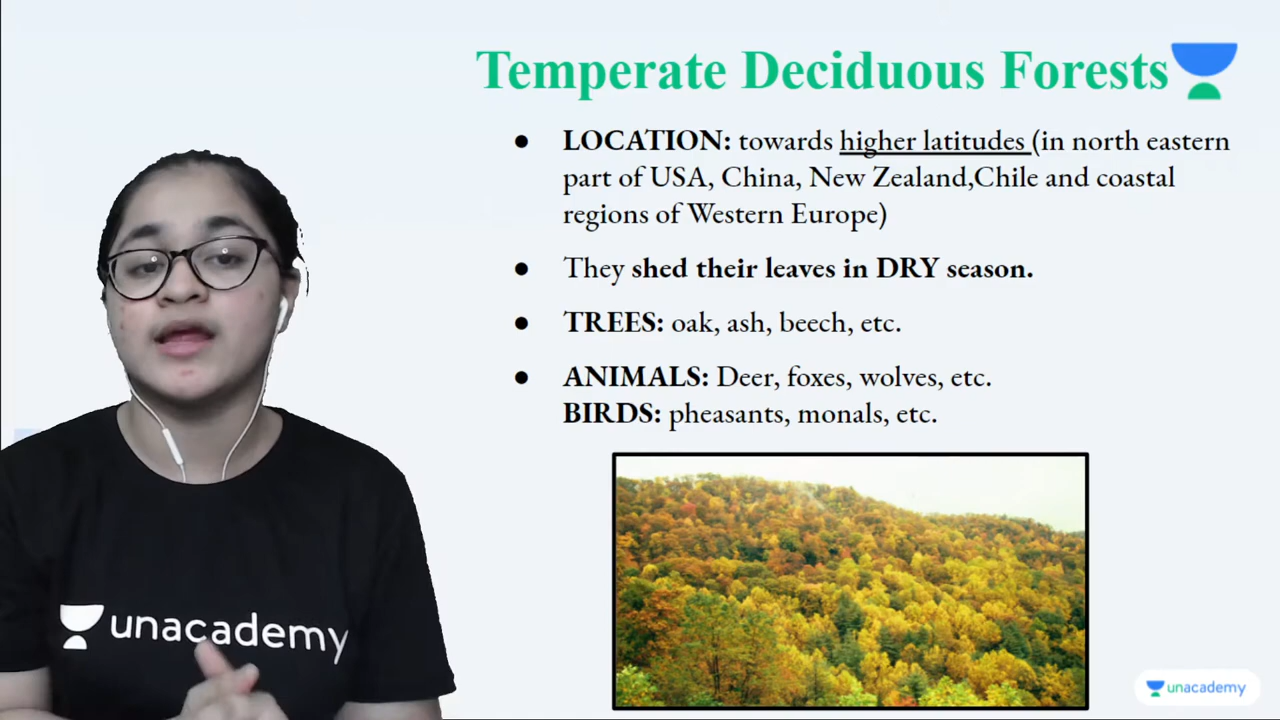 Temperate Deciduous Forests
● LOCATION: towards higher latitudes (in north eastern
part of USA, China, New Zealand,Chile and coastal
regions of Western Europe)
● They shed their leaves in DRY season.
● TREES: oak, ash, beech, etc.
● ANIMALS: Deer, foxes, wolves, etc.
BIRDS: pheasants, monals, etc.
unacademy
unacademy